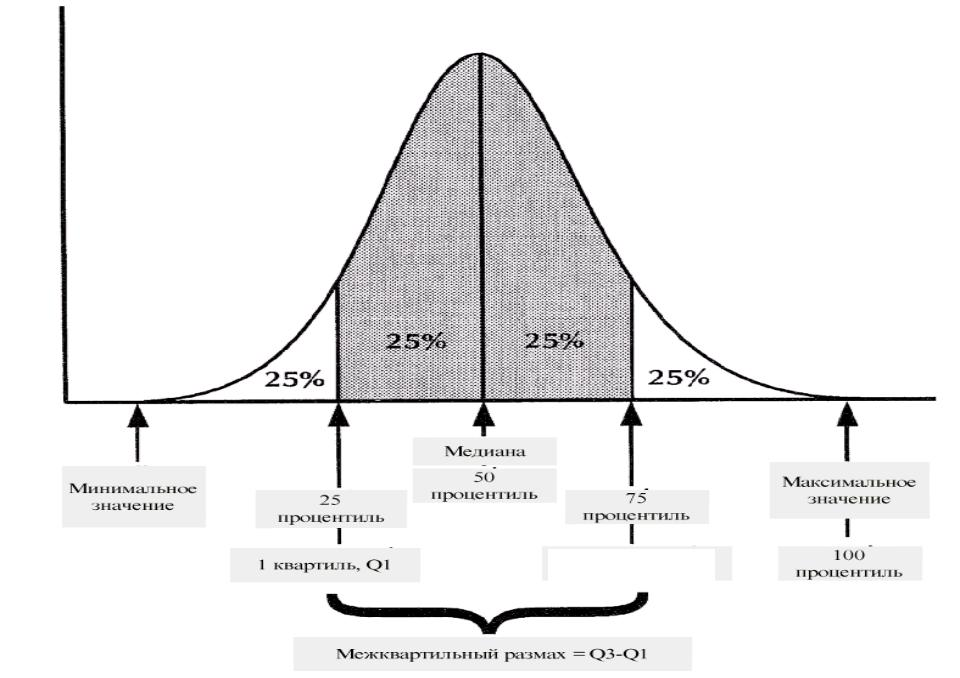 25%
25%
25%
25%
Медиана
50
процентиль
Минимальное
значение
25
процентиль
75
процентиль
Максимальное
значение
1 квартиль, Q1
100
процентиль
Межквартильный размах = Q3-Q1